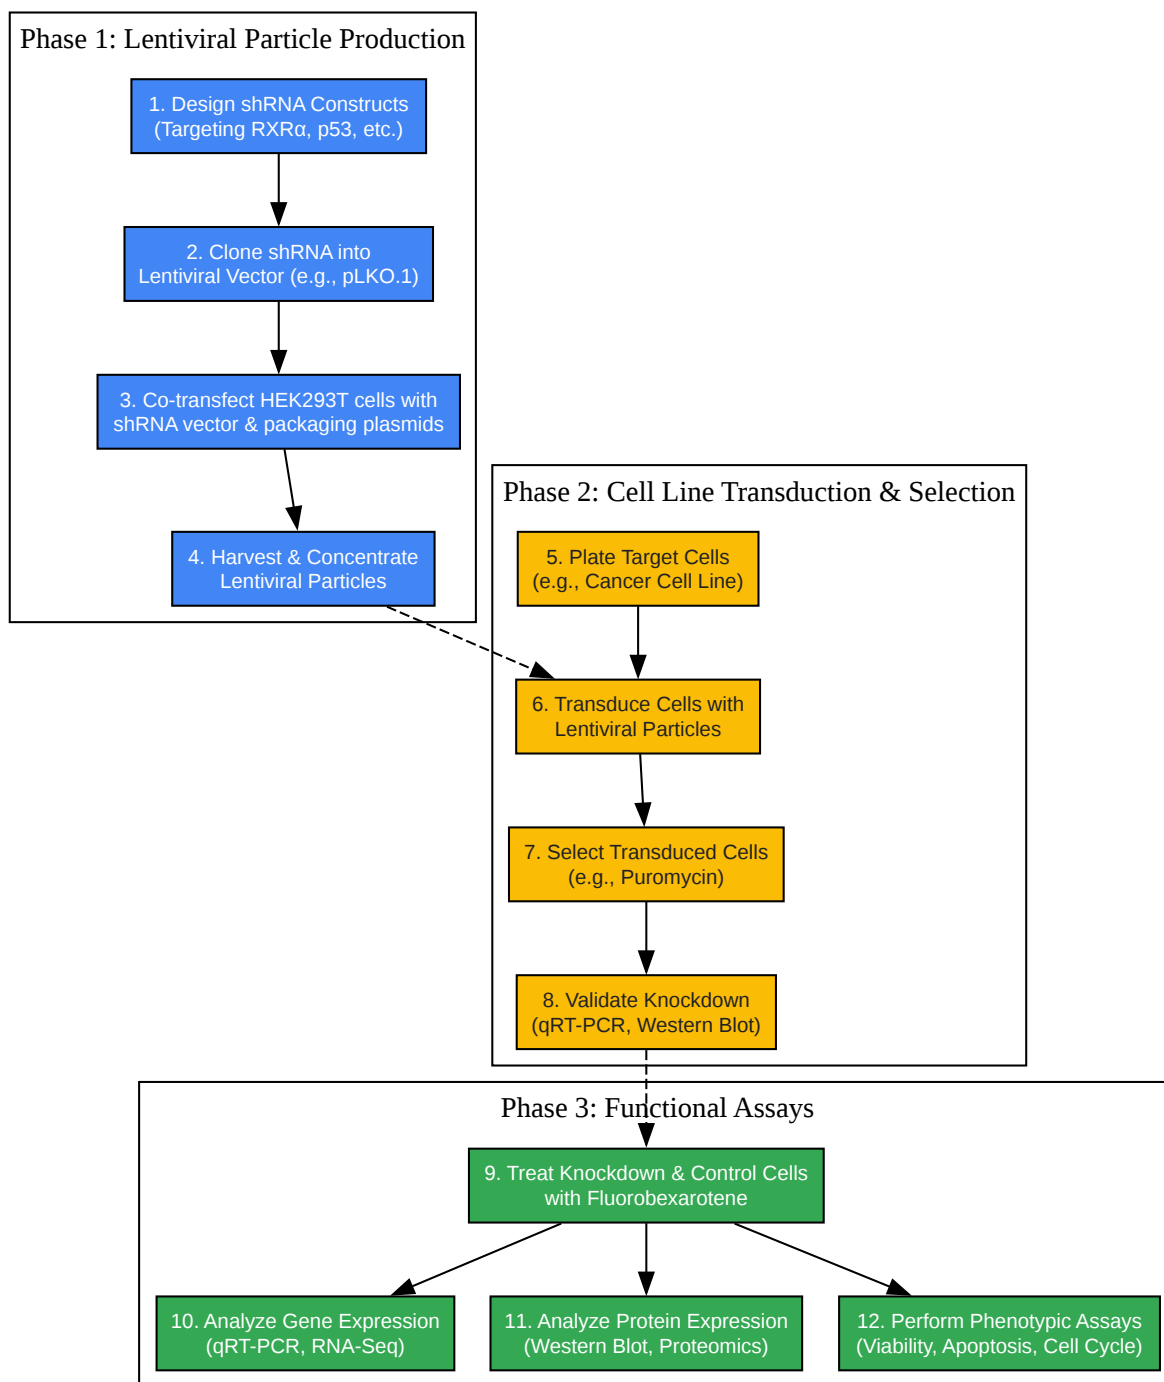 Phase 1: Lentiviral Particle Production
1. Design shRNA Constructs
(Targeting RXRα, p53, etc.)
2. Clone shRNA into
Lentiviral Vector (e.g., pLKO.1)
3. Co-transfect HEK293T cells with
shRNA vector & packaging plasmids
4. Harvest & Concentrate
Lentiviral Particles
Phase 2: Cell Line Transduction & Selection
5. Plate Target Cells
(e.g., Cancer Cell Line)
6. Transduce Cells with
Lentiviral Particles
7. Select Transduced Cells
(e.g., Puromycin)
8. Validate Knockdown
(qRT-PCR, Western Blot)
Phase 3: Functional Assays
9. Treat Knockdown & Control Cells
with Fluorobexarotene
10. Analyze Gene Expression
(qRT-PCR, RNA-Seq)
11. Analyze Protein Expression
(Western Blot, Proteomics)
12. Perform Phenotypic Assays
(Viability, Apoptosis, Cell Cycle)